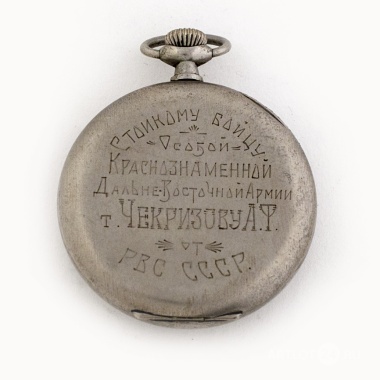 Стойкому бойцу
Особой
Краснознаменной
Дальне-Восточной Армии
т. Чекризову А.Ф.
от
РВС СССР.